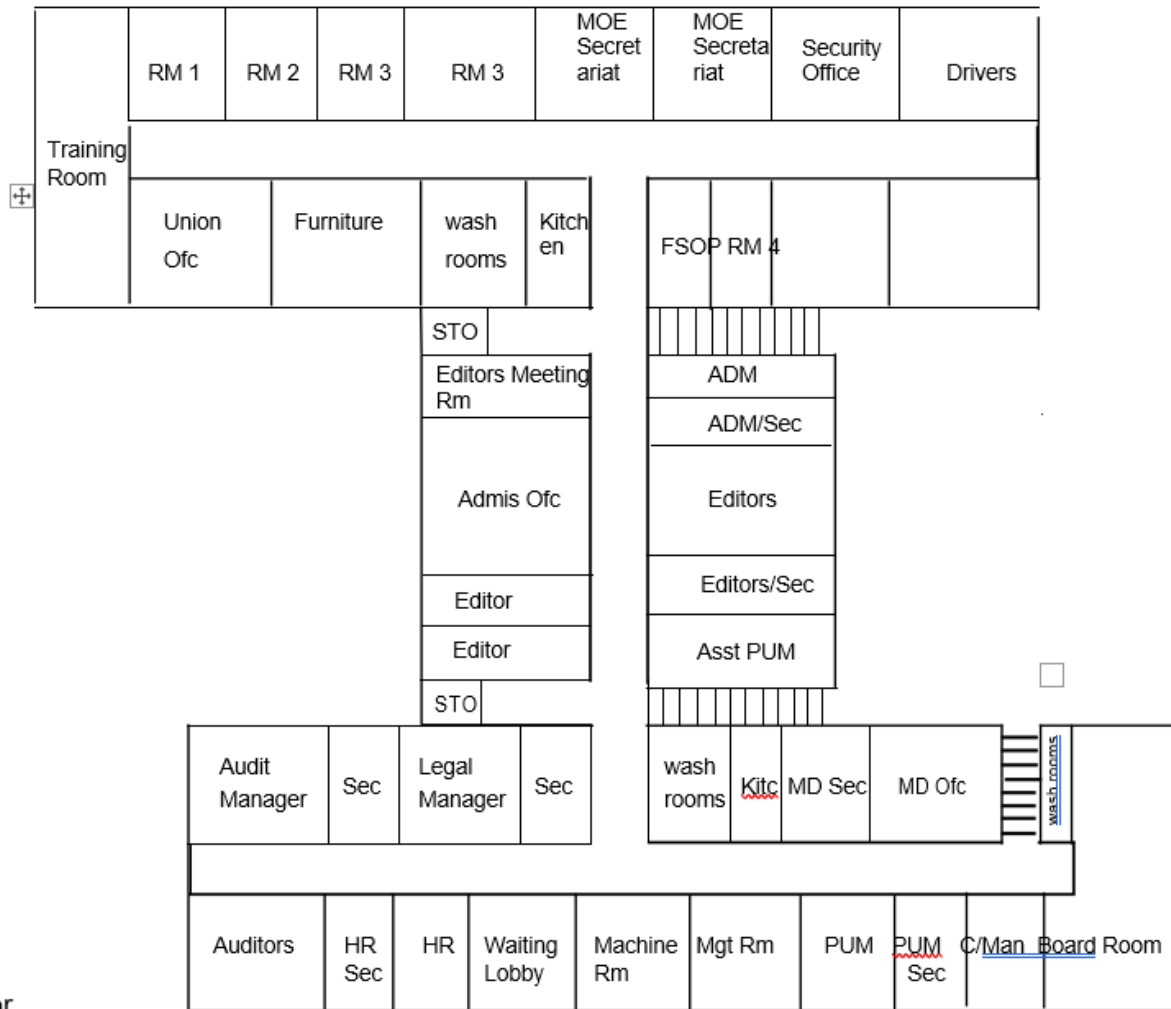 MOE
Secret
ariat
MOE
Secreta
riat
RM 1
RM 2
RM 3
RM 3
Security
Office
Drivers
Training
Room
Union
Ofc
Furniture
wash
rooms
Kitch
en
FSOP RM 4
STO
Editors Meeting
Rm
ADM
ADM/Sec
Admis Ofc
Editors
Editor
Editors/Sec
Editor
Asst PUM
STO
Audit
Manager
Sec
Legal
Manager
Sec
wash
rooms
Kitc
MD Sec
MD Ofc
wash rooms
Auditors
HR
Sec
HR
Waiting
Lobby
Machine
Rm
Mgt Rm
PUM
PUM
Sec
C/Man Board Room
or